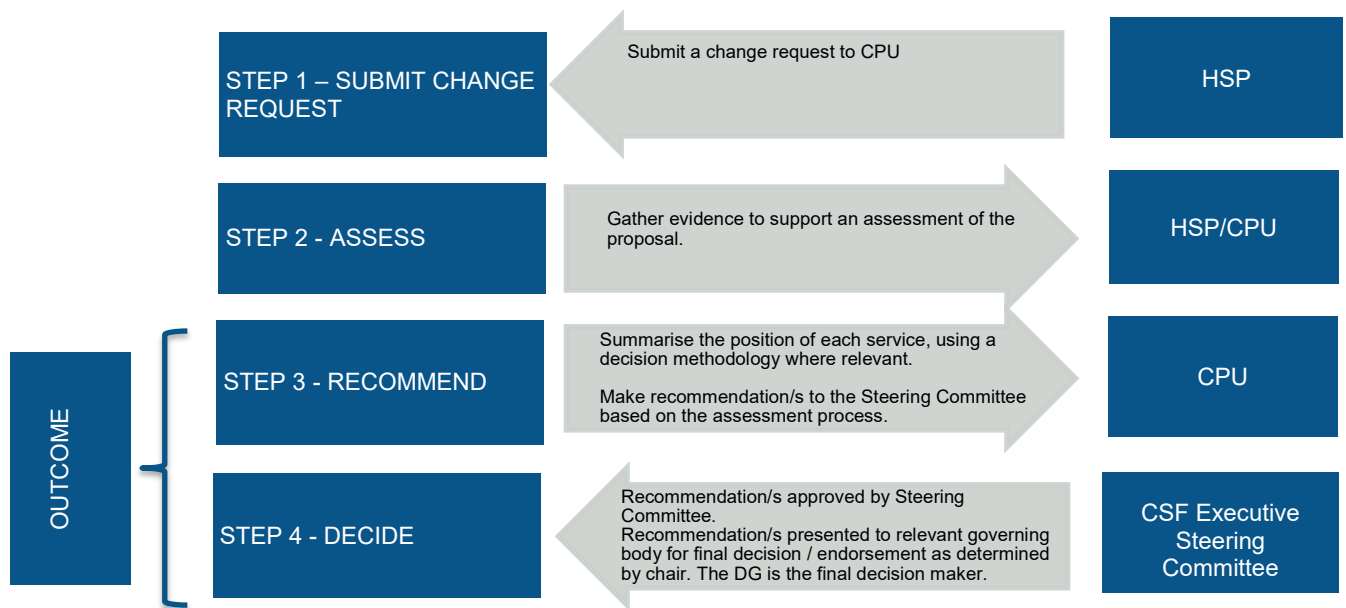 STEP 1 – SUBMIT CHANGE
REQUEST
Submit a change request to CPU
HSP
STEP 2 - ASSESS
Gather evidence to support an assessment of the
proposal.
HSP/CPU
OUTCOME
STEP 3 - RECOMMEND
Summarise the position of each service, using a
decision methodology where relevant.
Make recommendation/s to the Steering Committee
based on the assessment process.
CPU
STEP 4 - DECIDE
Recommendation/s approved by Steering
Committee.
Recommendation/s presented to relevant governing
body for final decision / endorsement as determined
by chair. The DG is the final decision maker.
CSF Executive
Steering
Committee